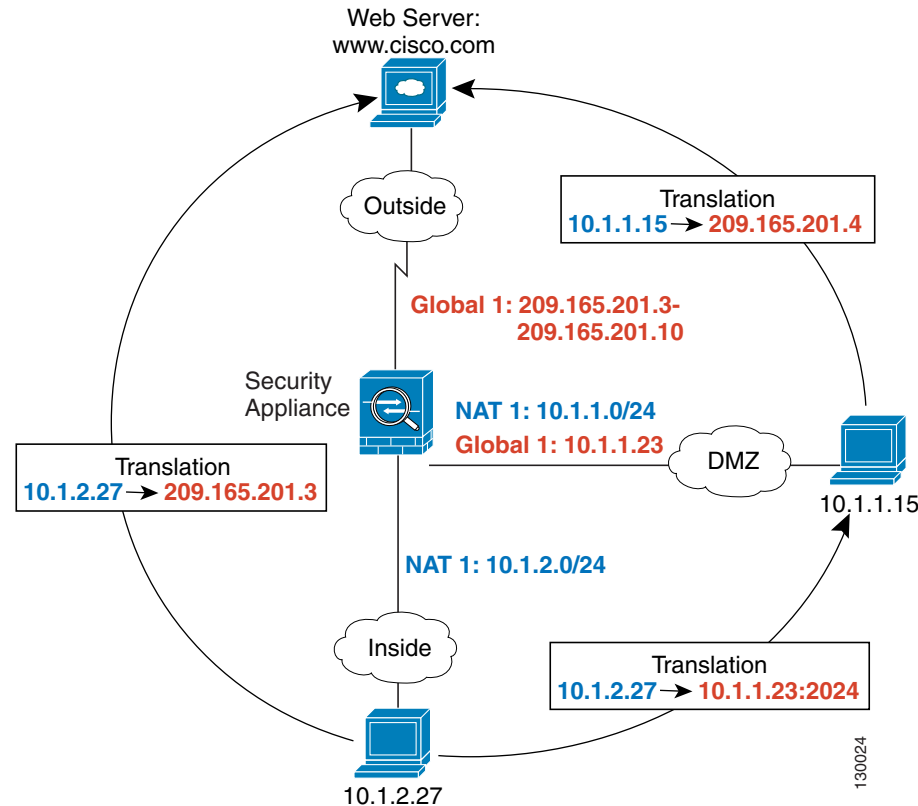 Web Server:
www.cisco.com
Outside
Translation
10.1.1.15 → 209.165.201.4
Global 1: 209.165.201.3-
209.165.201.10
Security
Appliance
NAT 1: 10.1.1.0/24
Global 1: 10.1.1.23
DMZ
10.1.1.15
Translation
10.1.2.27 → 209.165.201.3
NAT 1: 10.1.2.0/24
Inside
Translation
10.1.2.27 → 10.1.1.23:2024
10.1.2.27
130024